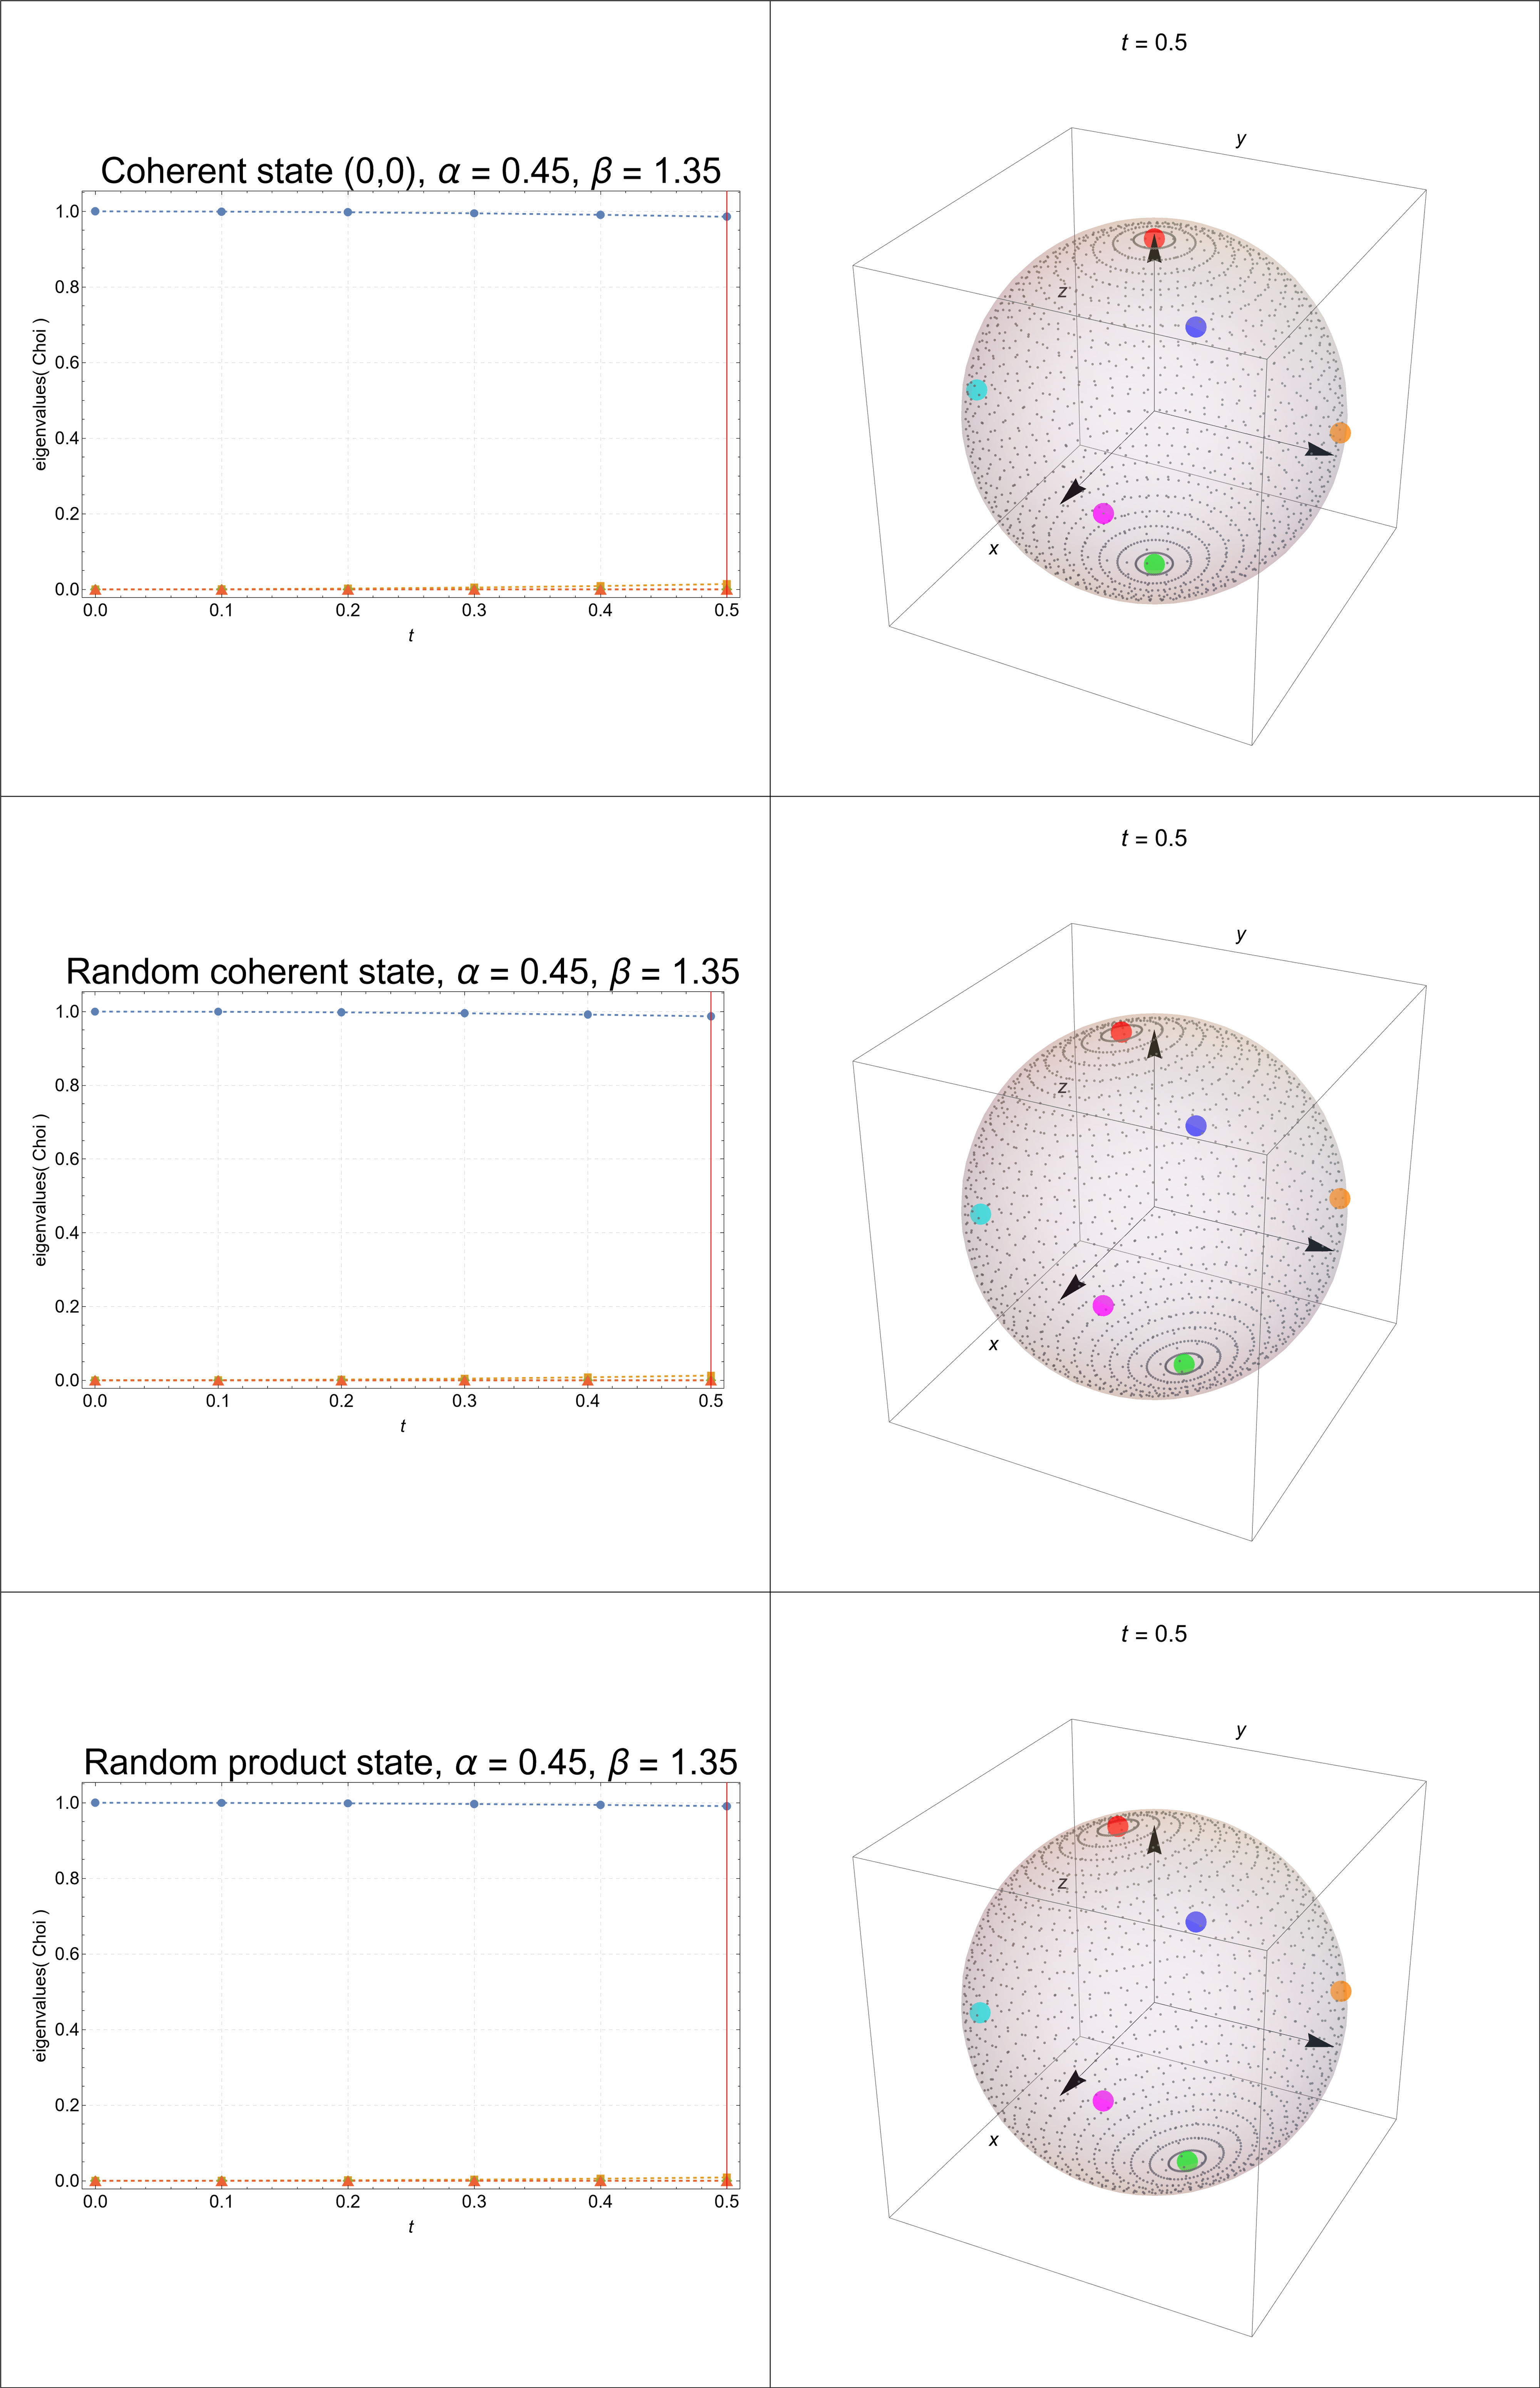 Coherent state (0,0), α = 0.45, β = 1.35
eigenvalues( Choi )
1.0
0.8
0.6
0.4
0.2
0.0
0.0 0.1 0.2 0.3 0.4 0.5
t
t = 0.5
y
z
x
Random coherent state, α = 0.45, β = 1.35
eigenvalues( Choi )
1.0
0.8
0.6
0.4
0.2
0.0
0.0 0.1 0.2 0.3 0.4 0.5
t
t = 0.5
y
z
x
Random product state, α = 0.45, β = 1.35
eigenvalues( Choi )
1.0
0.8
0.6
0.4
0.2
0.0
0.0 0.1 0.2 0.3 0.4 0.5
t
t = 0.5
y
z
x